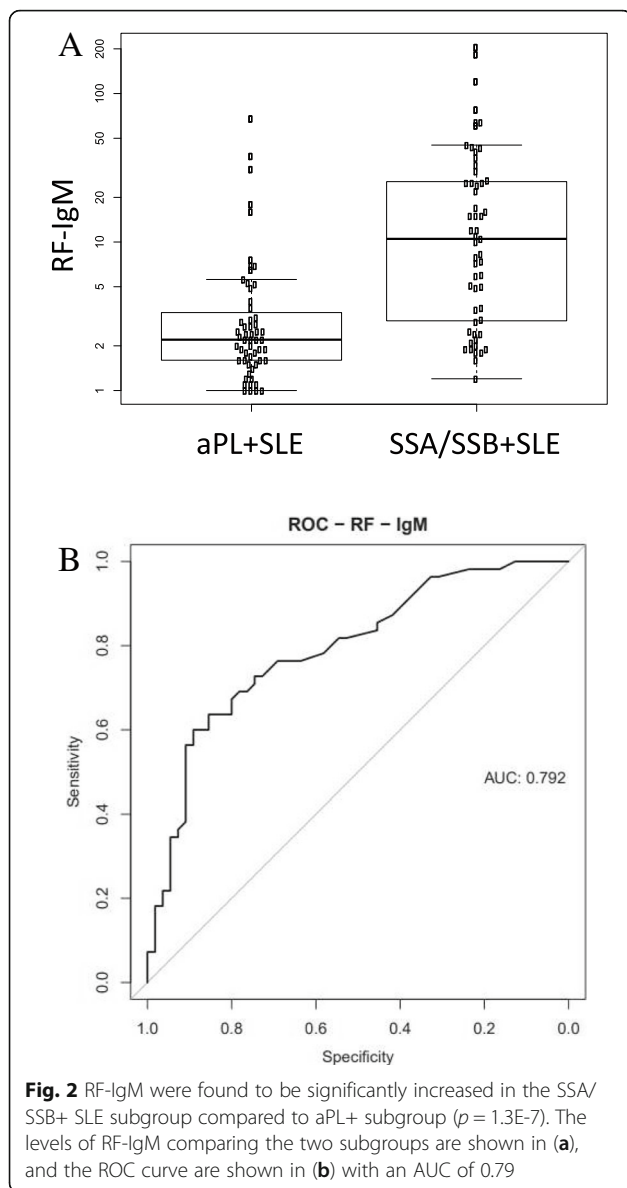 A
200
100
50
20
10
5
2
1
RF-IgM
aPL+SLE SSA/SSB+SLE
B
ROC − RF − IgM
1.0
0.8
0.6
0.4
0.2
0.0
Sensitivity
AUC: 0.792
1.0 0.8 0.6 0.4 0.2 0.0
Specificity
Fig. 2 RF-IgM were found to be significantly increased in the SSA/
SSB+ SLE subgroup compared to aPL+ subgroup (p = 1.3E-7). The
levels of RF-IgM comparing the two subgroups are shown in (a),
and the ROC curve are shown in (b) with an AUC of 0.79